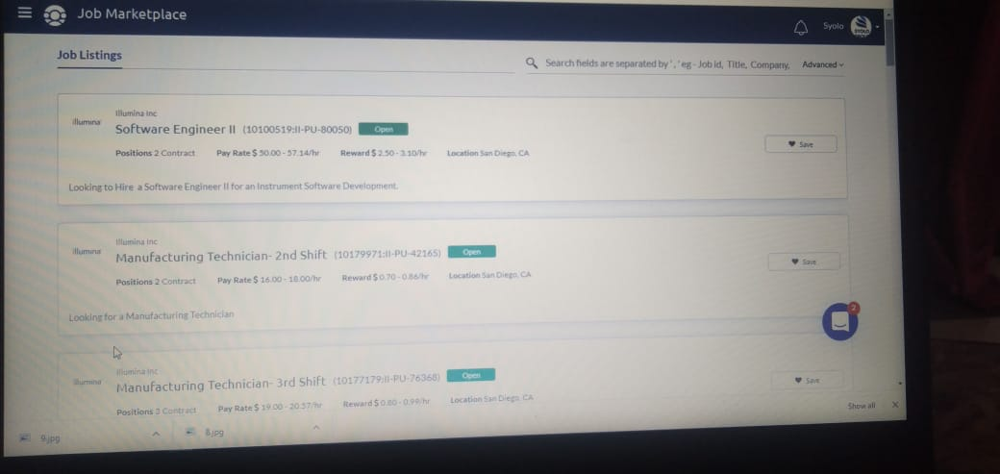 Job Marketplace
Syolo
SYOLO
Job Listings
Search fields are separated by ',' eg - Job id, Title, Company,
Advanced
Illumina Inc
illumina
Software Engineer II (10100519:II-PU-80050) Open
Save
Positions 2 Contract Pay Rate $ 50.00 - 57.14/hr Reward $ 2.50 - 3.10/hr Location San Diego, CA
Looking to Hire a Software Engineer II for an Instrument Software Development.
Illumina Inc
illumina
Manufacturing Technician- 2nd Shift (10179971:II-PU-42165) Open
Save
Positions 2 Contract Pay Rate $ 16.00 - 18.00/hr Reward $ 0.70 - 0.86/hr Location San Diego, CA
Looking for a Manufacturing Technician
2
Illumina Inc
illumina
Manufacturing Technician- 3rd Shift (10177179:II-PU-76368) Open
Save
Positions 3 Contract Pay Rate $ 19.00 - 20.57/hr Reward $ 0.80 - 0.99/hr Location San Diego, CA
9.jpg
8.jpg
Show all X